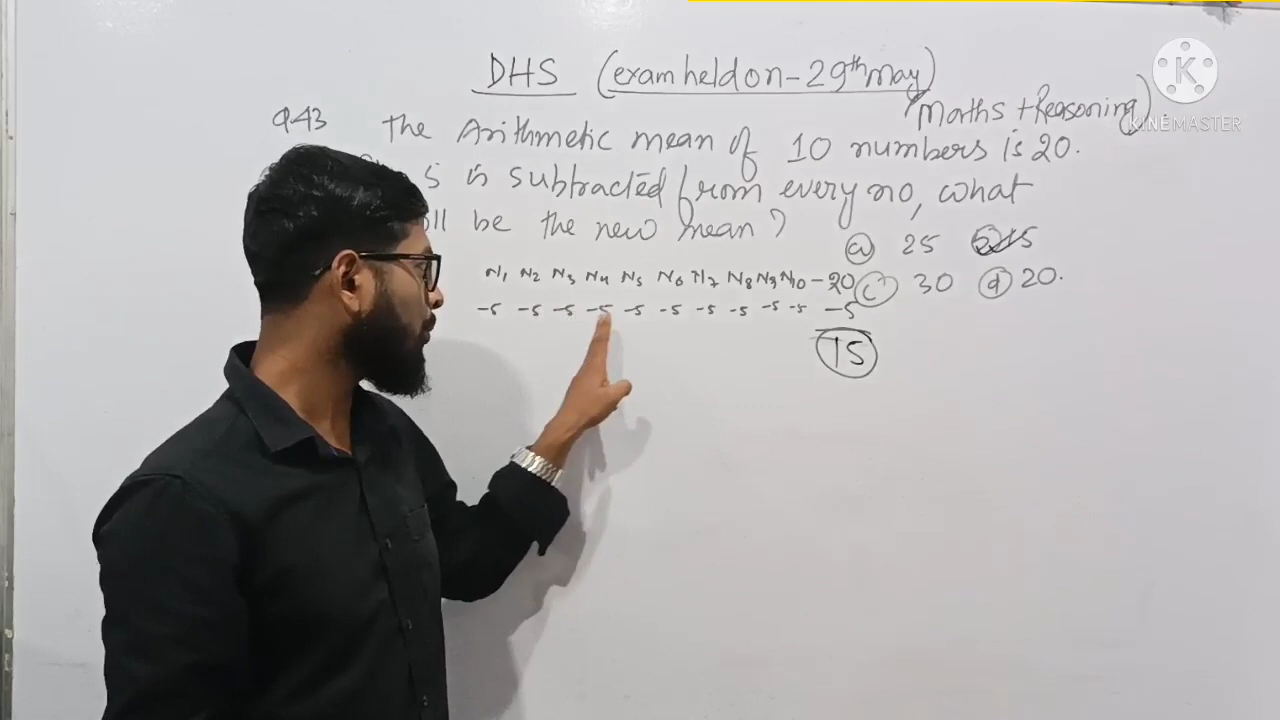 DHS (exam held on - 29th may)
(Maths + Reasoning)
Q.43 The Arithmetic mean of 10 numbers is 20.
5 is subtracted from every no, what
be the new mean?
(a) 25 (b) 15
(c) 30 (d) 20.
N1 N2 N3 N4 N5 N6 N7 N8 N9 N10 - 20
-5 -5 -5 -5 -5 -5 -5 -5 -5 -5 -5
15
K
KINEMASTER